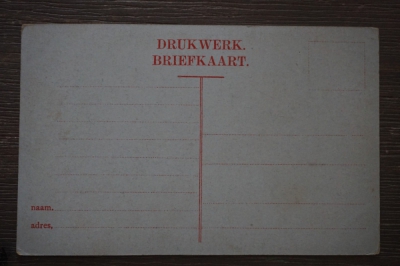 DRUKWERK.
BRIEFKAART.
naam,
adres,